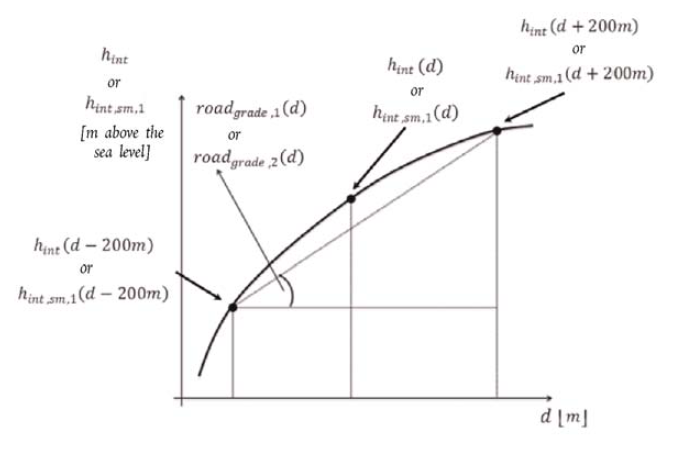 h_int
or
h_int,sm,1
[m above the
sea level]
road_grade,1(d)
or
road_grade,2(d)
h_int (d)
or
h_int,sm,1(d)
h_int (d + 200m)
or
h_int,sm,1(d + 200m)
h_int (d − 200m)
or
h_int,sm,1(d − 200m)
d [m]